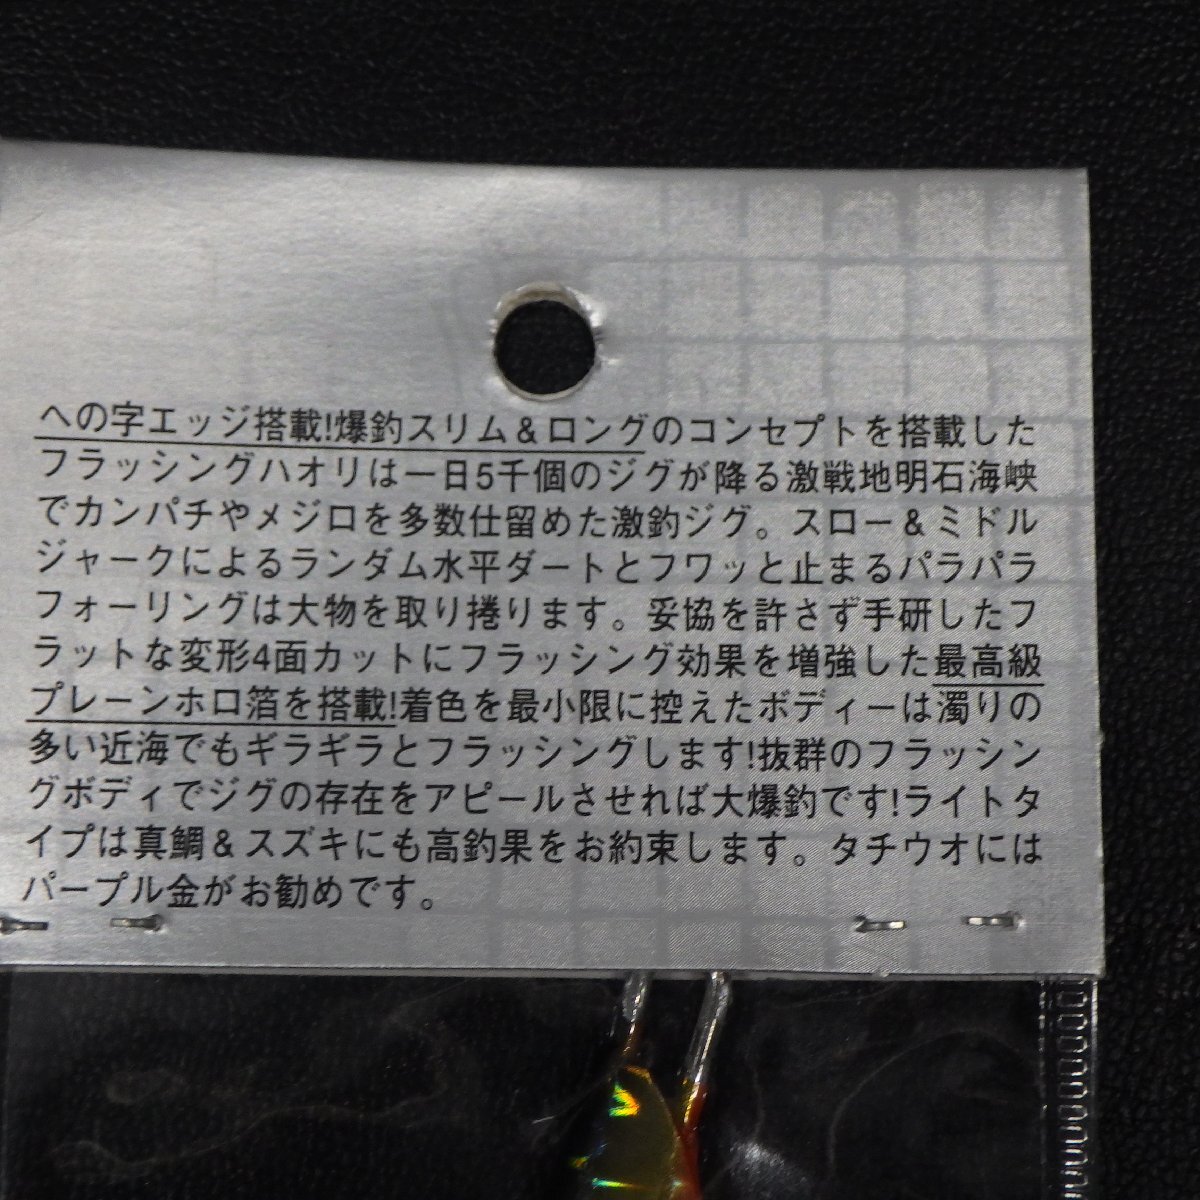 への字エッジ搭載!爆釣スリム＆ロングのコンセプトを搭載した
フラッシングハオリは一日5千個のジグが降る激戦地明石海峡
でカンパチやメジロを多数仕留めた激釣ジグ。スロー＆ミドル
ジャークによるランダム水平ダートとフワッと止まるパラパラ
フォーリングは大物を取り捲ります。妥協を許さず手研したフ
ラットな変形4面カットにフラッシング効果を増強した最高級
プレーンホロ箔を搭載!着色を最小限に控えたボディーは濁りの
多い近海でもギラギラとフラッシングします!抜群のフラッシン
グボディでジグの存在をアピールさせれば大爆釣です!ライトタ
イプは真鯛＆スズキにも高釣果をお約束します。タチウオには
パープル金がお勧めです。